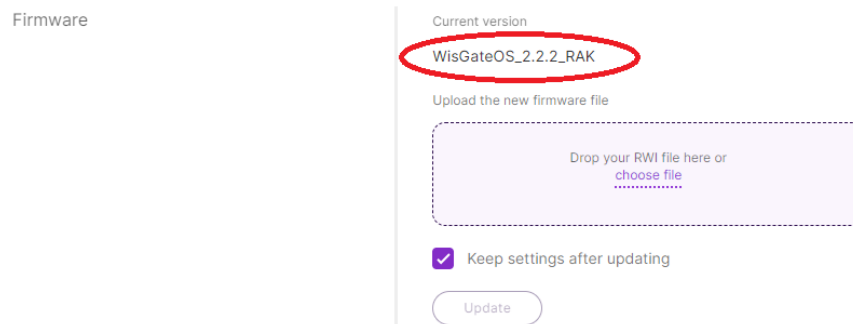 Firmware
Current version
WisGateOS_2.2.2_RAK
Upload the new firmware file
Drop your RWI file here or
choose file
Keep settings after updating
Update